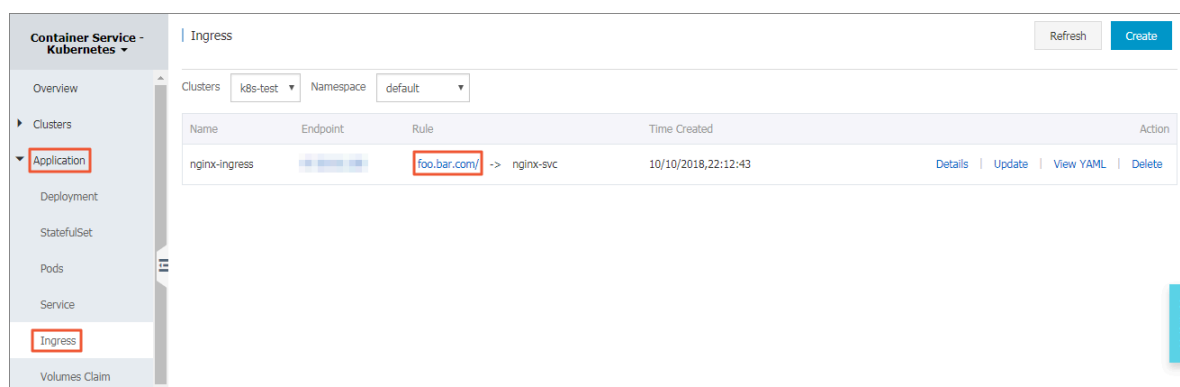 Container Service -
Kubernetes
Overview
Clusters
Application
Deployment
StatefulSet
Pods
Service
Ingress
Volumes Claim
Ingress
Refresh
Create
Clusters k8s-test Namespace default
Name Endpoint Rule Time Created Action
nginx-ingress foo.bar.com/ -> nginx-svc 10/10/2018,22:12:43 Details | Update | View YAML | Delete